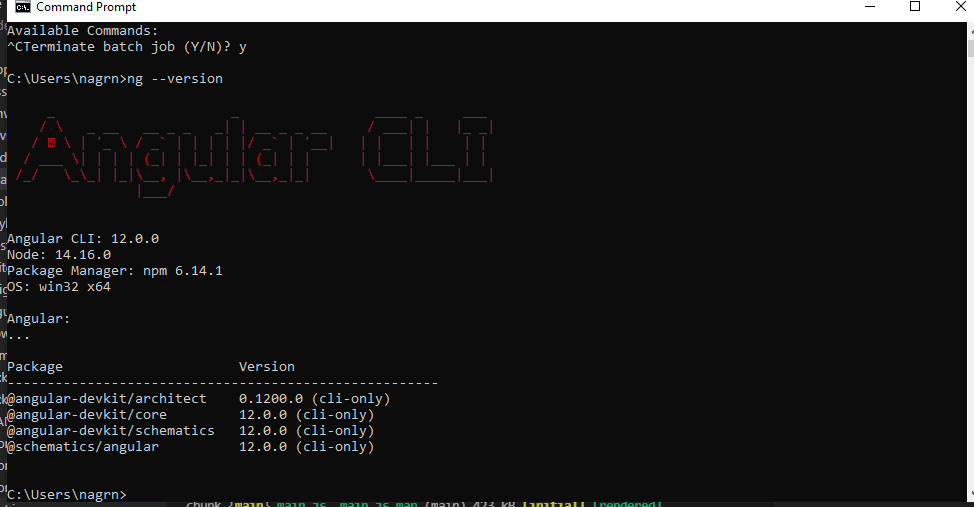 Command Prompt
Available Commands:
^CTerminate batch job (Y/N)? y
C:\Users\nagrn>ng --version
Angular CLI
Angular CLI: 12.0.0
Node: 14.16.0
Package Manager: npm 6.14.1
OS: win32 x64
Angular:
...
Package Version
------------------------------------------------------
@angular-devkit/architect 0.1200.0 (cli-only)
@angular-devkit/core 12.0.0 (cli-only)
@angular-devkit/schematics 12.0.0 (cli-only)
@schematics/angular 12.0.0 (cli-only)
C:\Users\nagrn>
chunk {main} main.js, main.js.map (main) 423 kB [initial] [rendered]